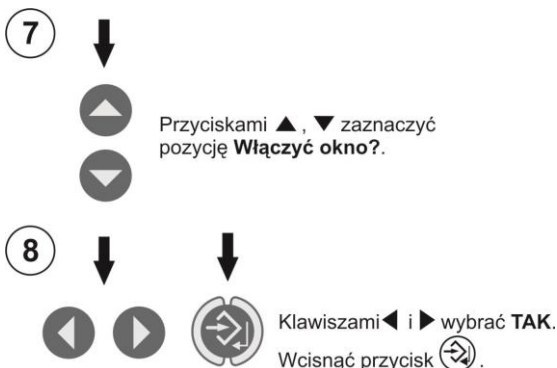 7
Przyciskami ▲ , ▼ zaznaczyć
pozycję Włączyć okno?.
8
Klawiszami ◀ i ▶ wybrać TAK.
Wcisnąć przycisk .